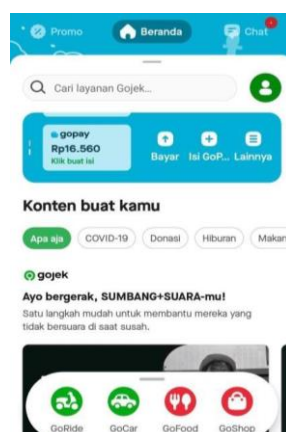 Promo
Beranda
Chat
Cari layanan Gojek...
gopay
Rp16.560
Klik buat isi
Bayar
Isi GoP...
Lainnya
Konten buat kamu
Apa aja
COVID-19
Donasi
Hiburan
Makan
gojek
Ayo bergerak, SUMBANG+SUARA-mu!
Satu langkah mudah untuk membantu mereka yang
tidak bersuara di saat susah.
GoRide
GoCar
GoFood
GoShop